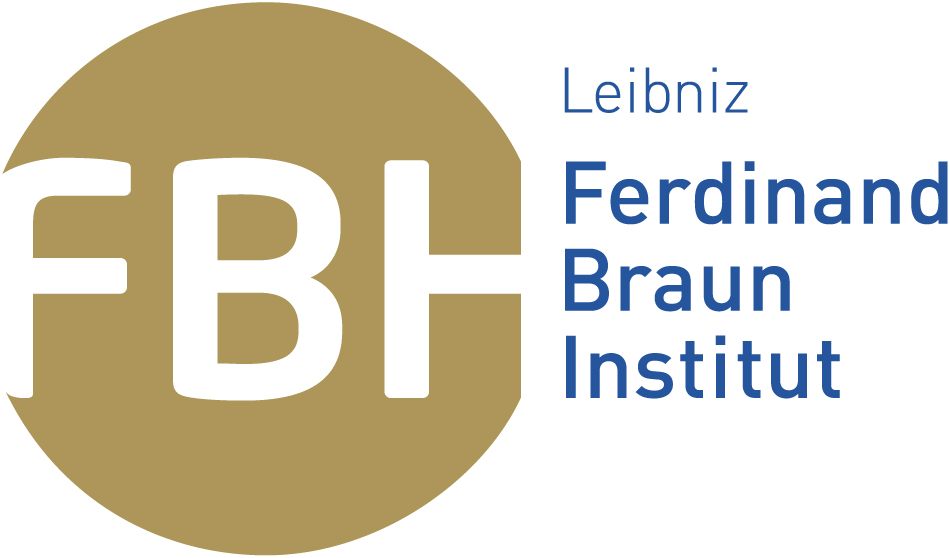 FBH
Leibniz
Ferdinand
Braun
Institut